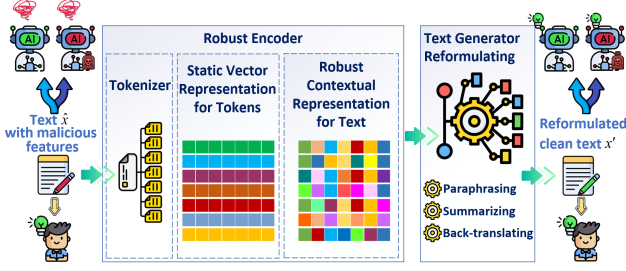 AI
AI
Text x̂
with malicious
features
Robust Encoder
Tokenizer
Static Vector
Representation
for Tokens
Robust
Contextual
Representation
for Text
Text Generator
Reformulating
Paraphrasing
Summarizing
Back-translating
AI
AI
Reformulated
clean text x′